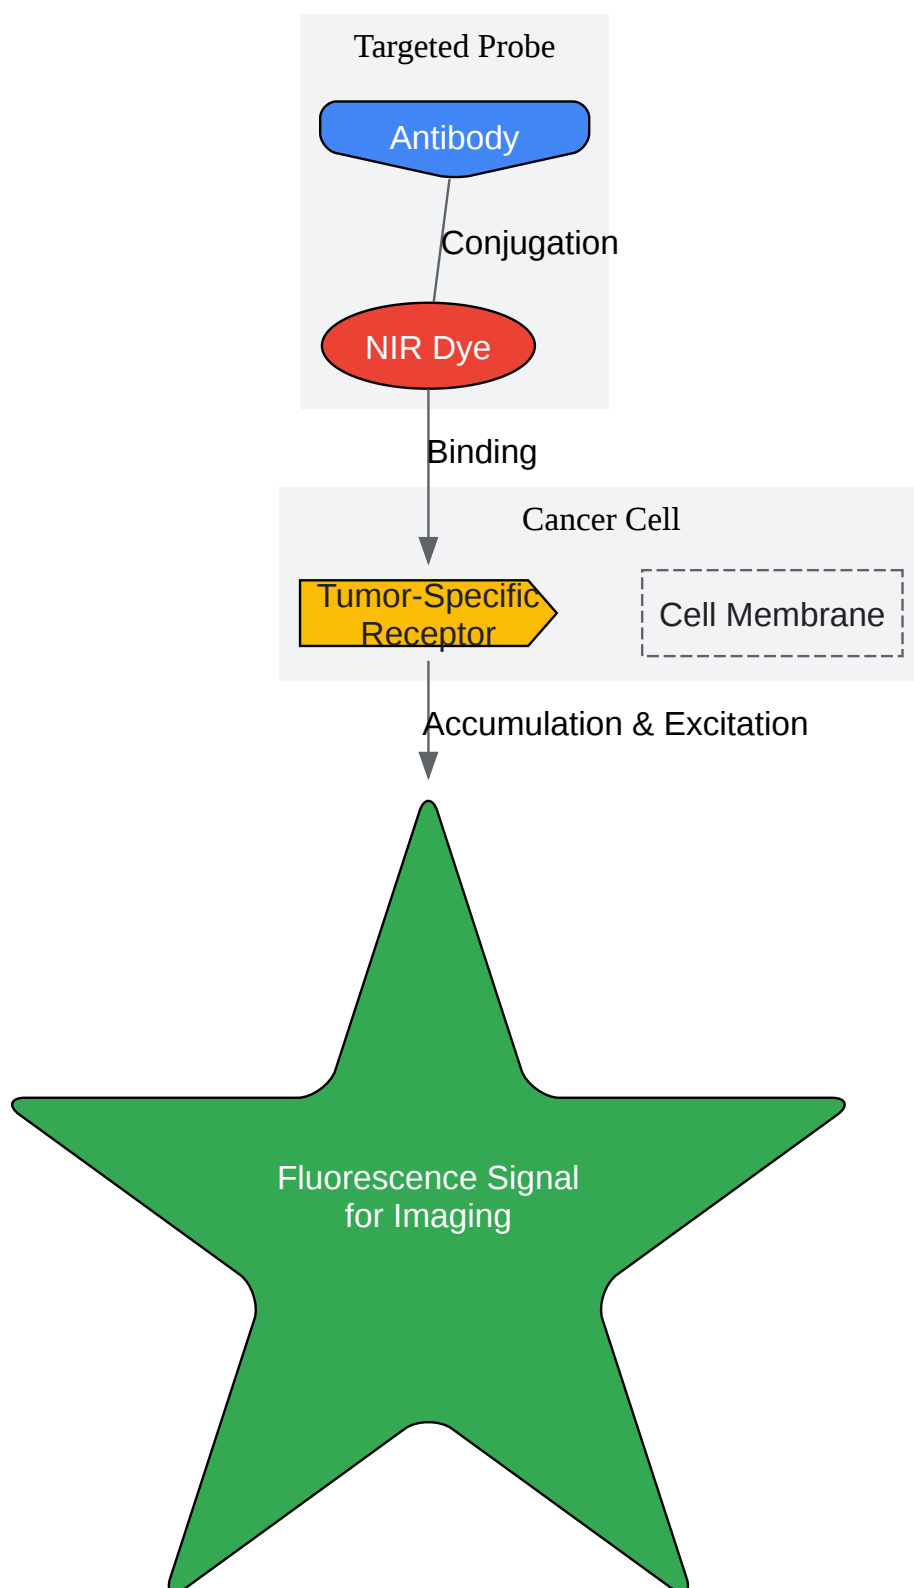 Targeted Probe
Antibody
Conjugation
NIR Dye
Binding
Cancer Cell
Tumor-Specific
Receptor
Cell Membrane
Accumulation & Excitation
Fluorescence Signal
for Imaging